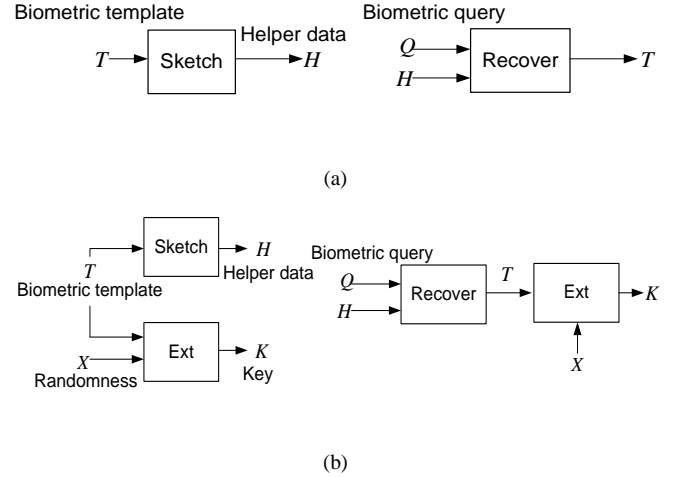 Biometric template
T
Sketch
Helper data
H
Biometric query
Q
H
Recover
T
(a)
T
Biometric template
Sketch
H
Helper data
X
Randomness
Ext
K
Key
Biometric query
Q
H
Recover
T
Ext
K
X
(b)